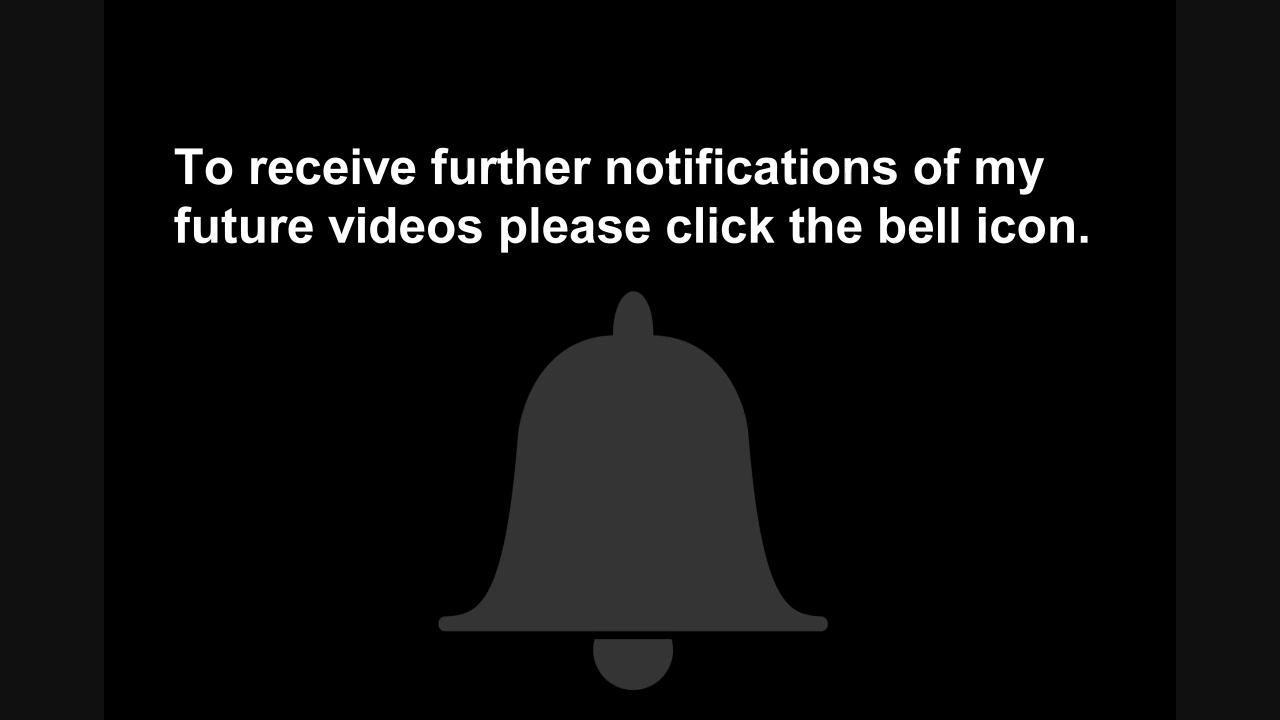 To receive further notifications of my
future videos please click the bell icon.